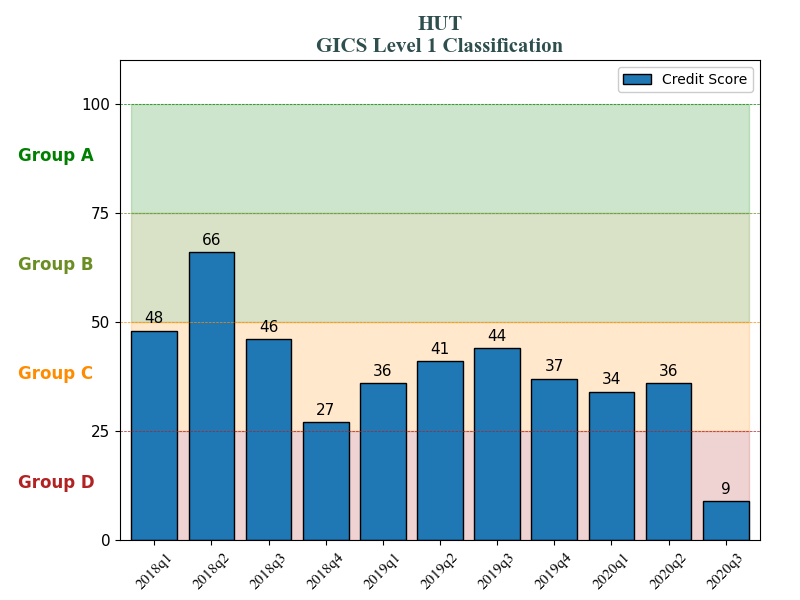 HUT
GICS Level 1 Classification
Credit Score
100
Group A
75
Group B
66
50
48
46
44
41
Group C
37
36
36
34
27
25
Group D
9
0
2018q1
2018q2
2018q3
2018q4
2019q1
2019q2
2019q3
2019q4
2020q1
2020q2
2020q3